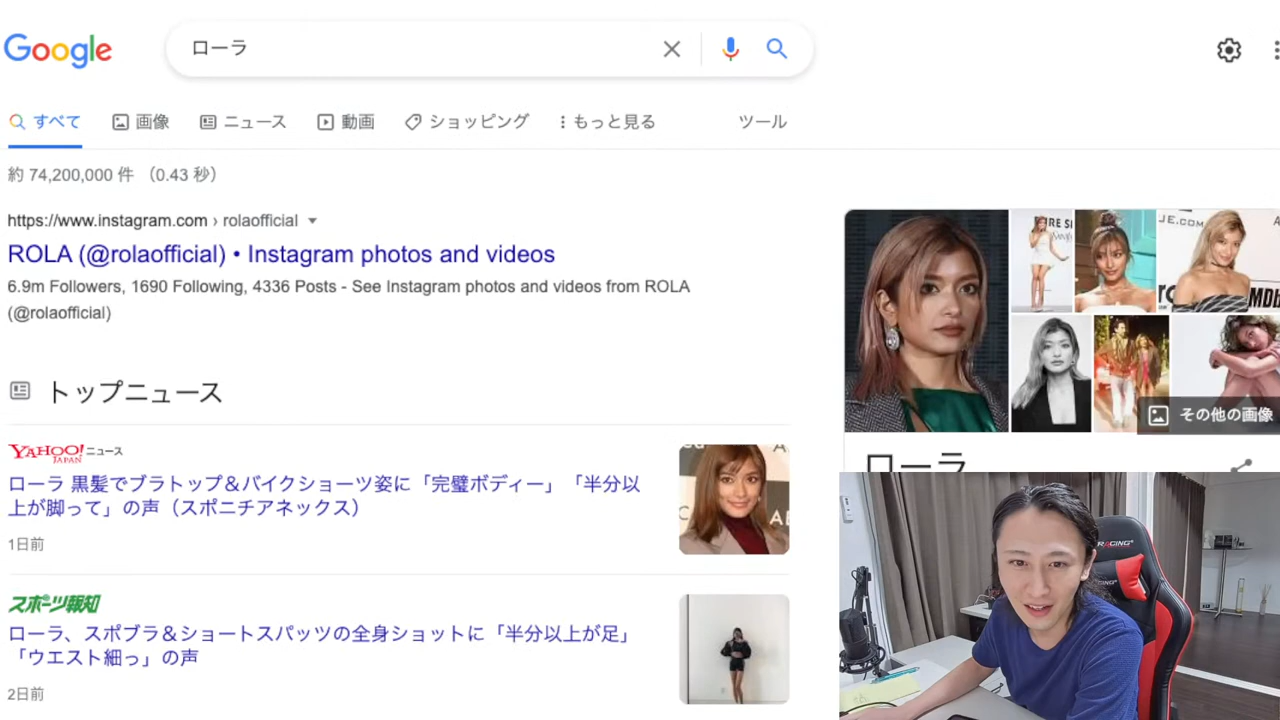 Google
ローラ
すべて
画像
ニュース
動画
ショッピング
もっと見る
ツール
約 74,200,000 件 （0.43 秒）
https://www.instagram.com › rolaofficial
ROLA (@rolaofficial) • Instagram photos and videos
6.9m Followers, 1690 Following, 4336 Posts - See Instagram photos and videos from ROLA
(@rolaofficial)
トップニュース
YAHOO!ニュース
JAPAN
ローラ 黒髪でブラトップ＆バイクショーツ姿に「完璧ボディー」「半分以
上が脚って」の声（スポニチアネックス）
1日前
スポーツ報知
ローラ、スポブラ＆ショートスパッツの全身ショットに「半分以上が足」
「ウエスト細っ」の声
2日前
その他の画像
ローラ
RACING